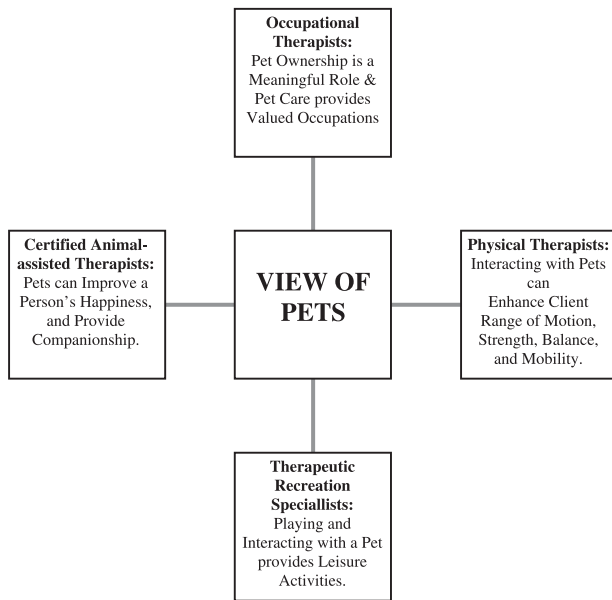 Occupational
Therapists:
Pet Ownership is a
Meaningful Role &
Pet Care provides
Valued Occupations
Certified Animal-
assisted Therapists:
Pets can Improve a
Person's Happiness,
and Provide
Companionship.
VIEW OF
PETS
Physical Therapists:
Interacting with Pets
can
Enhance Client
Range of Motion,
Strength, Balance,
and Mobility.
Therapeutic
Recreation
Speciallists:
Playing and
Interacting with a Pet
provides Leisure
Activities.